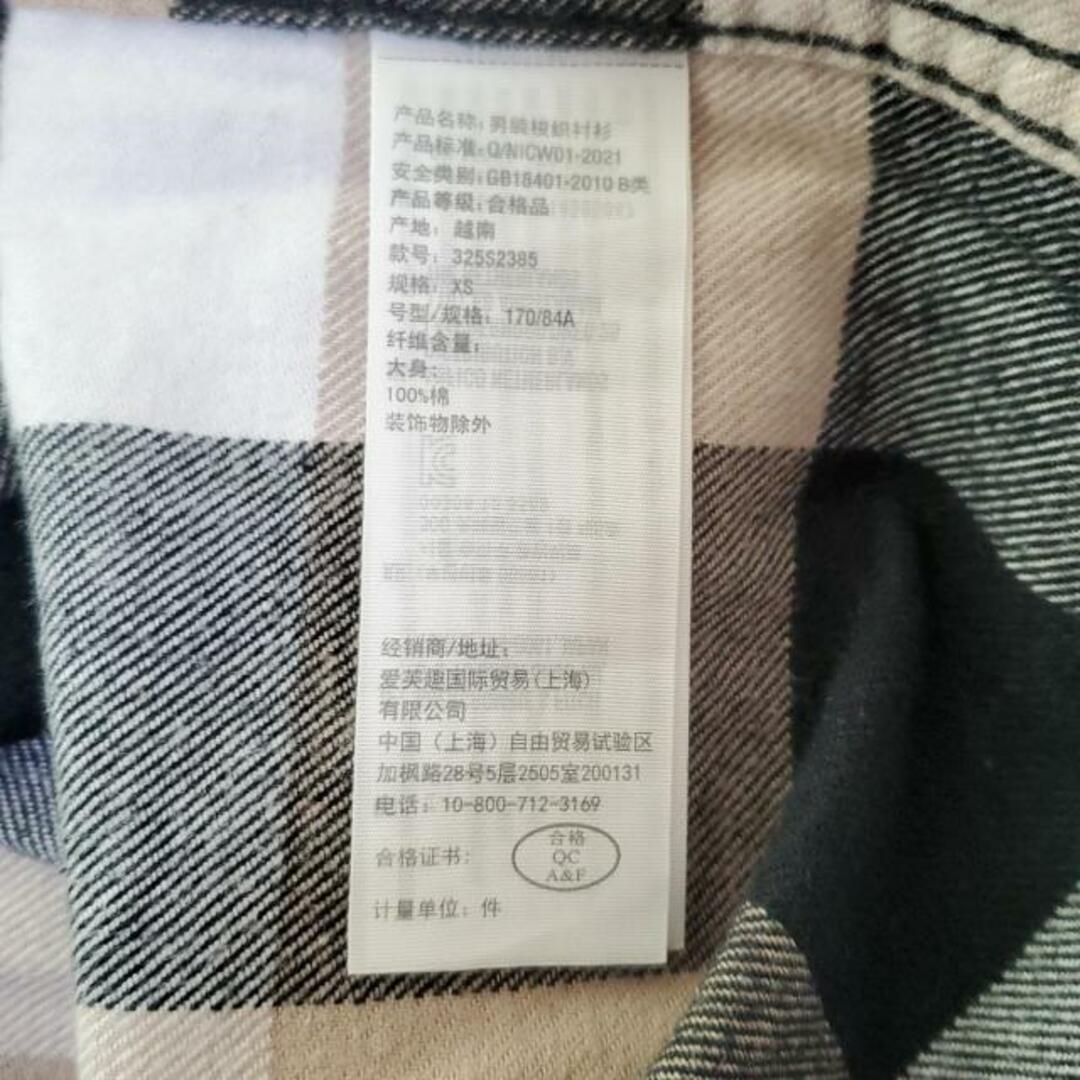 产品名称：男装梭织衬衫
产品标准：Q/NICW01-2021
安全类别：GB18401-2010 B类
产品等级：合格品
产地：越南
款号：325S2385
规格：XS
号型/规格：170/84A
纤维含量：
大身：
100%棉
装饰物除外
经销商/地址：
爱芙趣国际贸易(上海)
有限公司
中国（上海）自由贸易试验区
加枫路28号5层2505室200131
电话：10-800-712-3169
合格证书：
合格
QC
A&F
计量单位：件